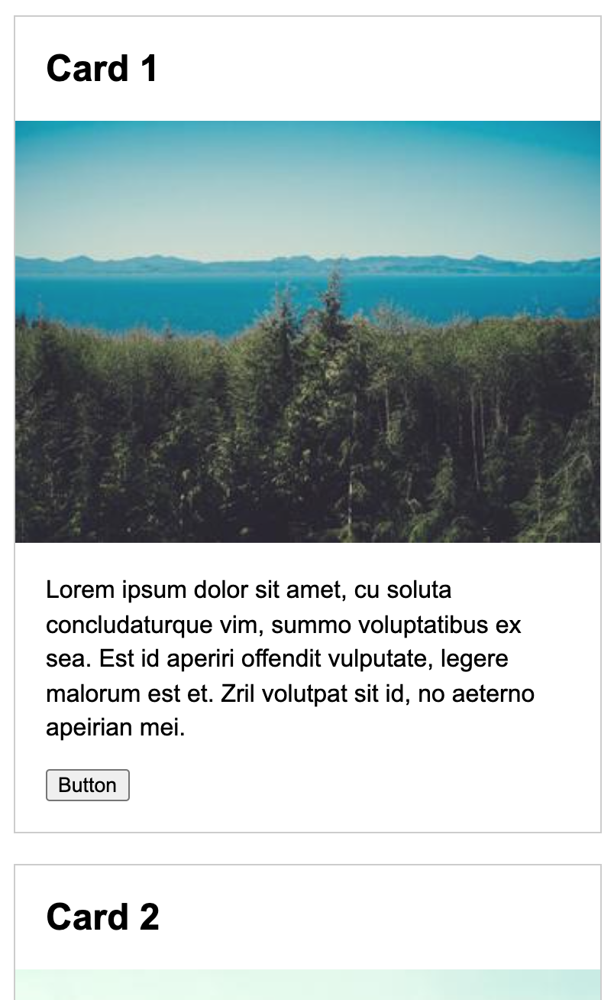 Card 1
Lorem ipsum dolor sit amet, cu soluta
concludaturque vim, summo voluptatibus ex
sea. Est id aperiri offendit vulputate, legere
malorum est et. Zril volutpat sit id, no aeterno
apeirian mei.
Button
Card 2